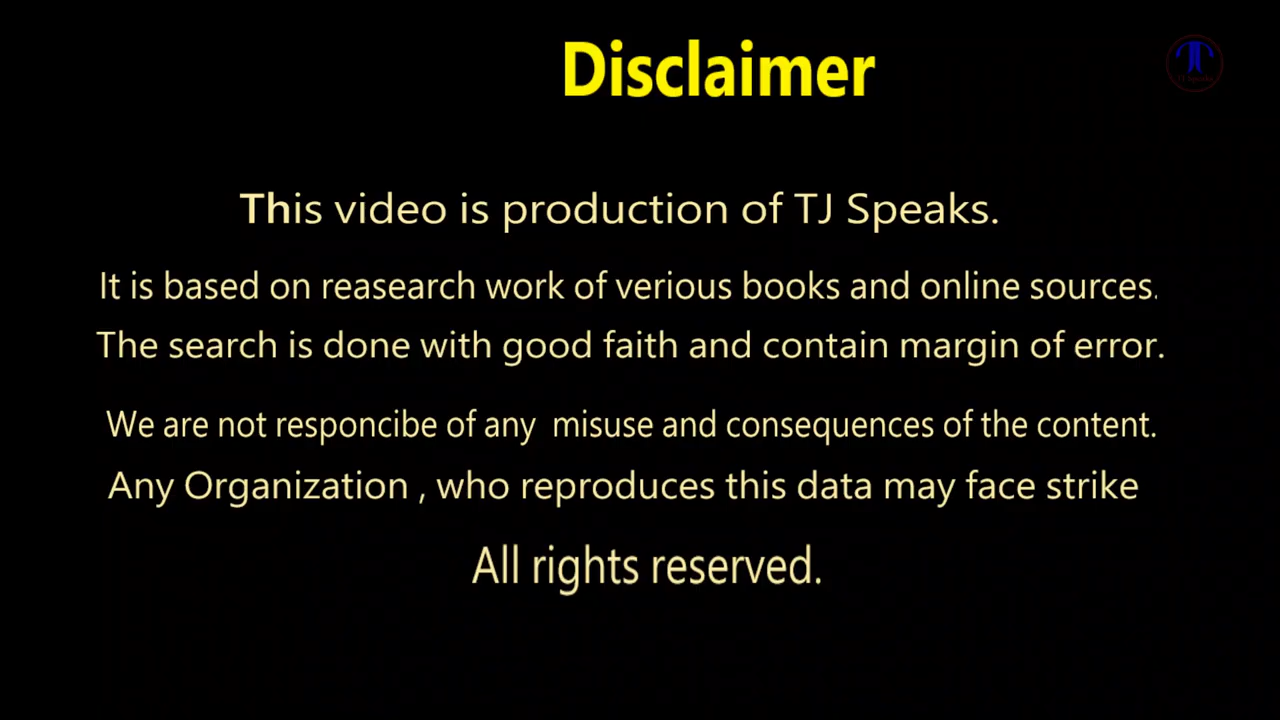 Disclaimer
TJ Speaks
This video is production of TJ Speaks.
It is based on reasearch work of verious books and online sources.
The search is done with good faith and contain margin of error.
We are not responcibe of any misuse and consequences of the content.
Any Organization , who reproduces this data may face strike
All rights reserved.